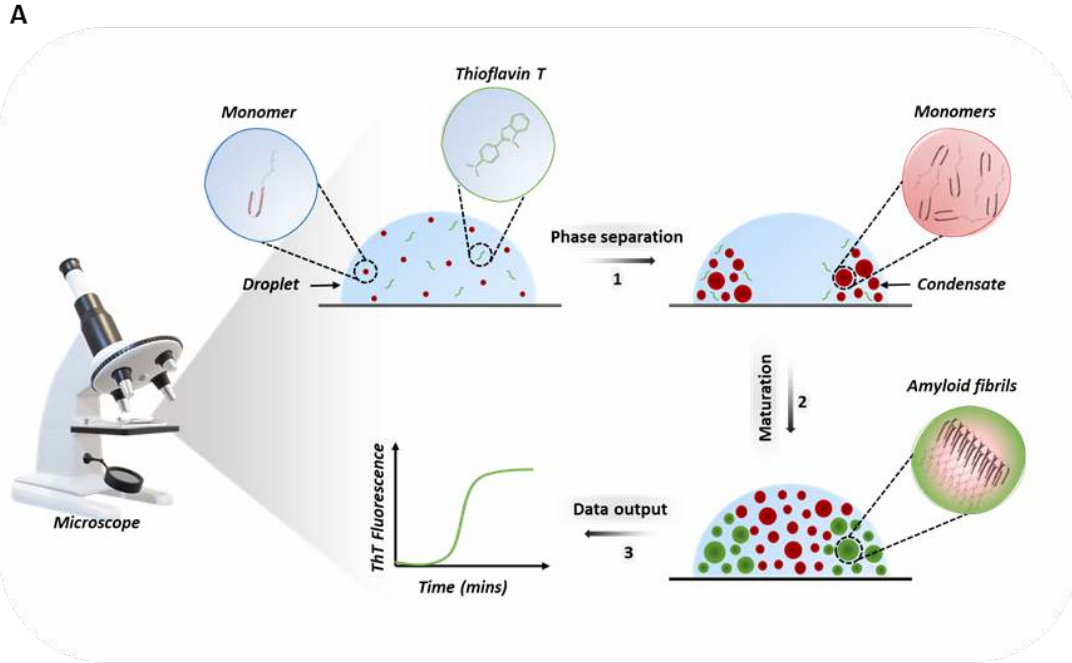 A
Thioflavin T
Monomer
Monomers
Phase separation
1
Droplet
Condensate
Maturation
2
Amyloid fibrils
ThT Fluorescence
Data output
3
Microscope
Time (mins)